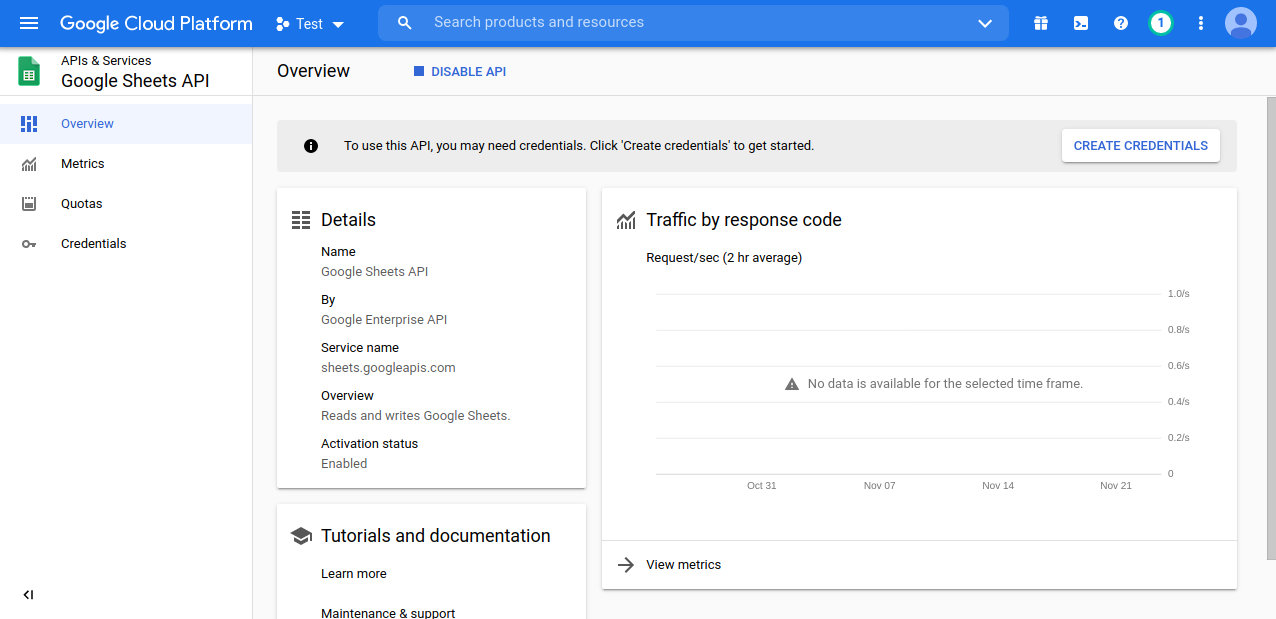 Google Cloud Platform
Test
Search products and resources
1
APIs & Services
Google Sheets API
Overview
DISABLE API
Overview
Metrics
Quotas
Credentials
To use this API, you may need credentials. Click 'Create credentials' to get started.
CREATE CREDENTIALS
Details
Name
Google Sheets API
By
Google Enterprise API
Service name
sheets.googleapis.com
Overview
Reads and writes Google Sheets.
Activation status
Enabled
Tutorials and documentation
Learn more
Maintenance & support
Traffic by response code
Request/sec (2 hr average)
1.0/s
0.8/s
0.6/s
No data is available for the selected time frame.
0.4/s
0.2/s
0
Oct 31 Nov 07 Nov 14 Nov 21
View metrics